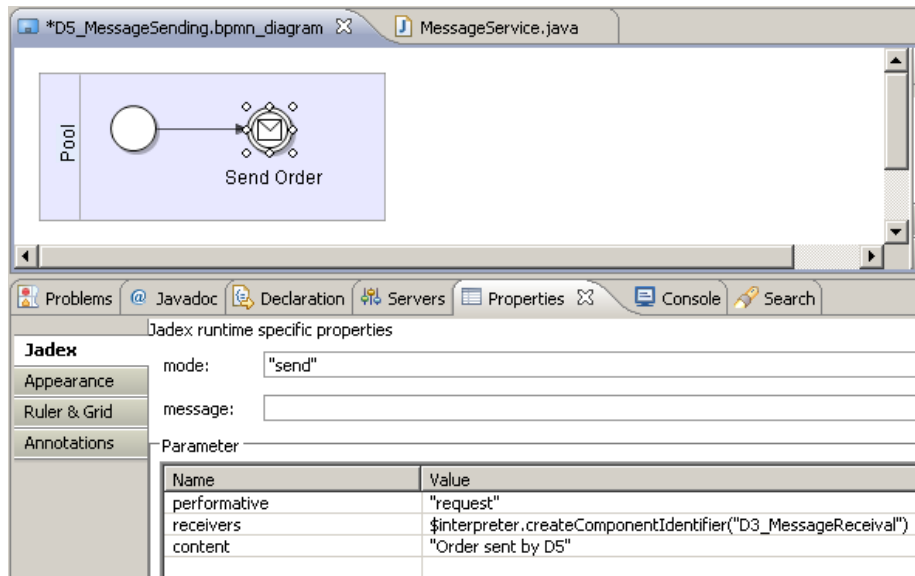 *D5_MessageSending.bpmn_diagram MessageService.java
Pool
Send Order
Problems @ Javadoc Declaration Servers Properties Console Search
Jadex runtime specific properties
Jadex
mode: "send"
Appearance
Ruler & Grid message:
Annotations
Parameter
Name Value
performative "request"
receivers $interpreter.createComponentIdentifier("D3_MessageReceival")
content "Order sent by D5"